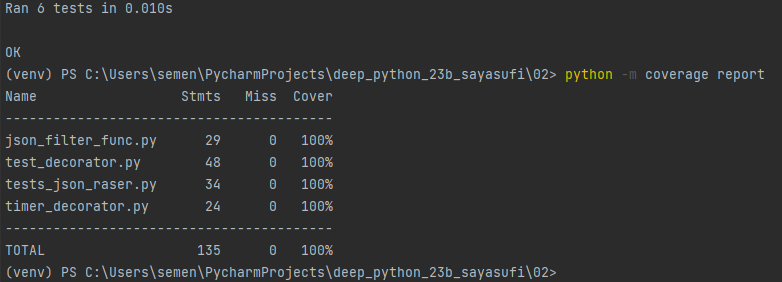 Ran 6 tests in 0.010s
OK
(venv) PS C:\Users\semen\PycharmProjects\deep_python_23b_sayasufi\02> python -m coverage report
Name                  Stmts   Miss  Cover
-----------------------------------------
json_filter_func.py      29      0   100%
test_decorator.py        48      0   100%
tests_json_raser.py      34      0   100%
timer_decorator.py       24      0   100%
-----------------------------------------
TOTAL                   135      0   100%
(venv) PS C:\Users\semen\PycharmProjects\deep_python_23b_sayasufi\02>